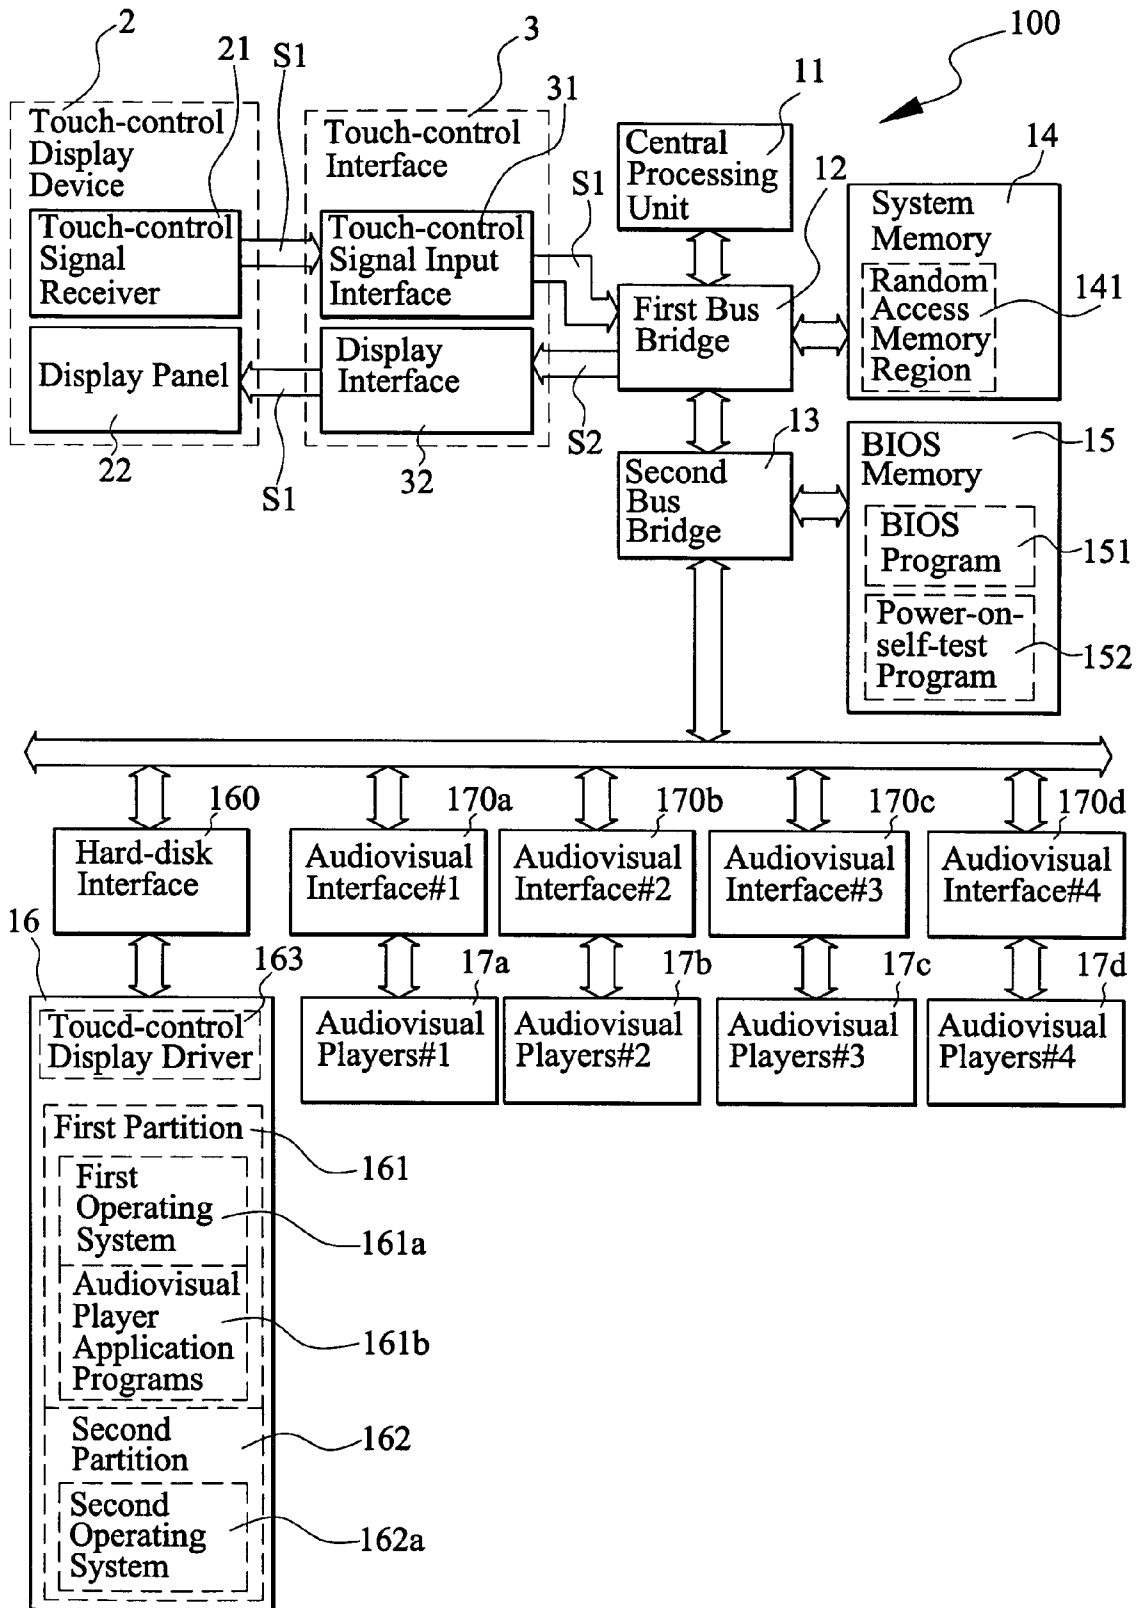 2
S1
21
3
31
100
Touch-control
Display
Device
Touch-control
Signal
Receiver
Touch-control
Interface
Touch-control
Signal Input
Interface
S1
11
Central
Processing
Unit
12
14
System
Memory
Random
Access
Memory
Region
141
First Bus
Bridge
Display Panel
Display
Interface
22
S1
32
S2
13
Second
Bus
Bridge
BIOS
Memory
15
BIOS
Program
151
Power-on-
self-test
Program
152
160
170a
170b
170c
170d
Hard-disk
Interface
Audiovisual
Interface#1
Audiovisual
Interface#2
Audiovisual
Interface#3
Audiovisual
Interface#4
16
163
17a
17b
17c
17d
Toucd-control
Display Driver
Audiovisual
Players#1
Audiovisual
Players#2
Audiovisual
Players#3
Audiovisual
Players#4
First Partition
161
First
Operating
System
161a
Audiovisual
Player
Application
Programs
161b
Second
Partition
162
Second
Operating
System
162a